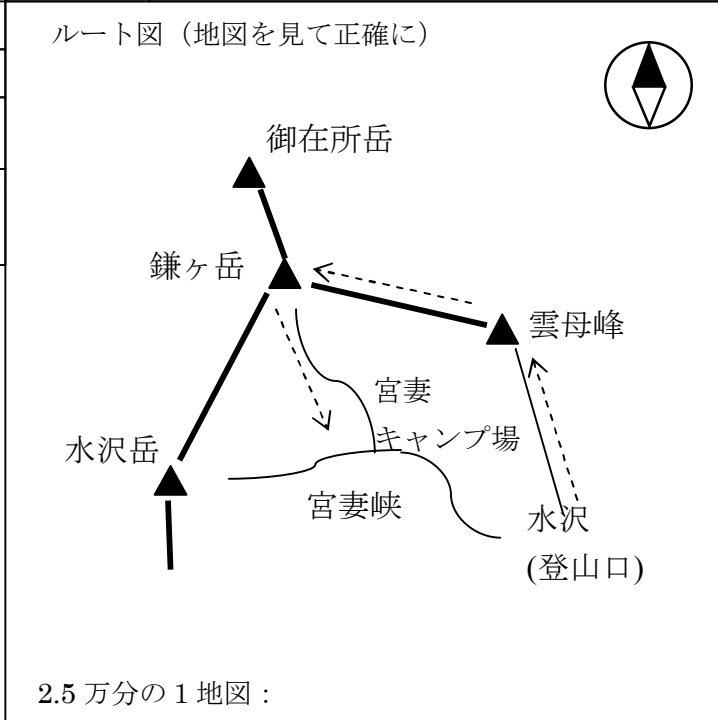 ルート図（地図を見て正確に）
御在所岳
鎌ヶ岳
雲母峰
宮妻
キャンプ場
水沢岳
宮妻峡
水沢
(登山口)
2.5 万分の 1 地図：